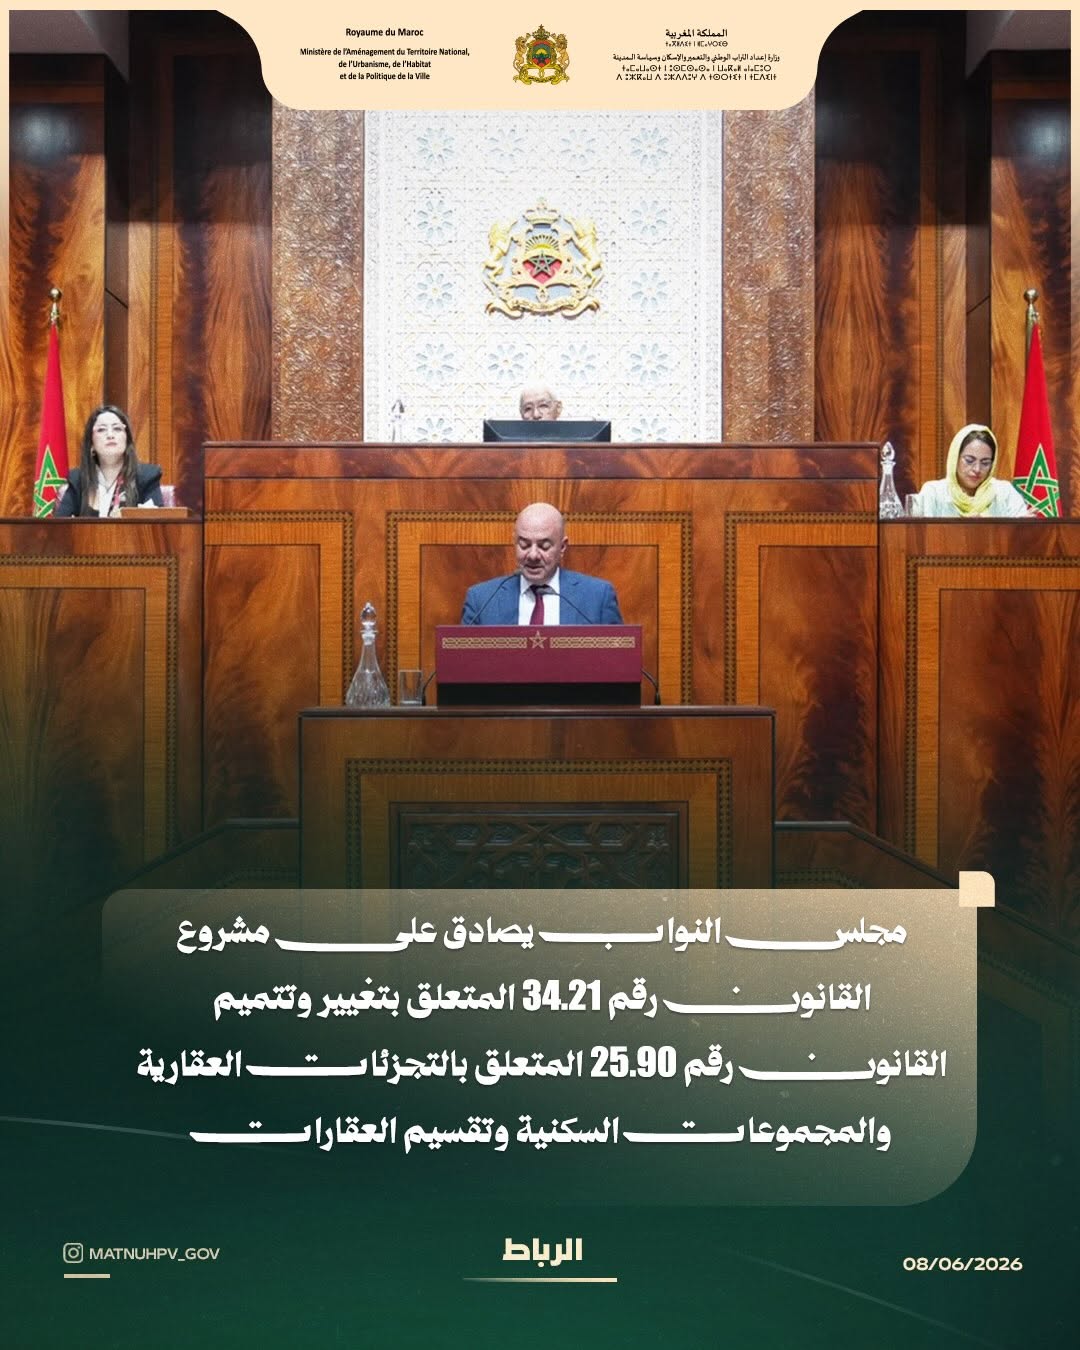 Royaume du Maroc
Ministère de l'Aménagement du Territoire National,
de l'Urbanisme, de l'Habitat
et de la Politique de la Ville
المملكة المغربية
وزارة إعداد التراب الوطني والتعمير والإسكان وسياسة المدينة
مجلس النواب يصادق على مشروع
القانون رقم 34.21 المتعلق بتغيير وتتميم
القانون رقم 25.90 المتعلق بالتجزئات العقارية
والمجموعات السكنية وتقسيم العقارات
MATNUHPV_GOV
الرباط
08/06/2026